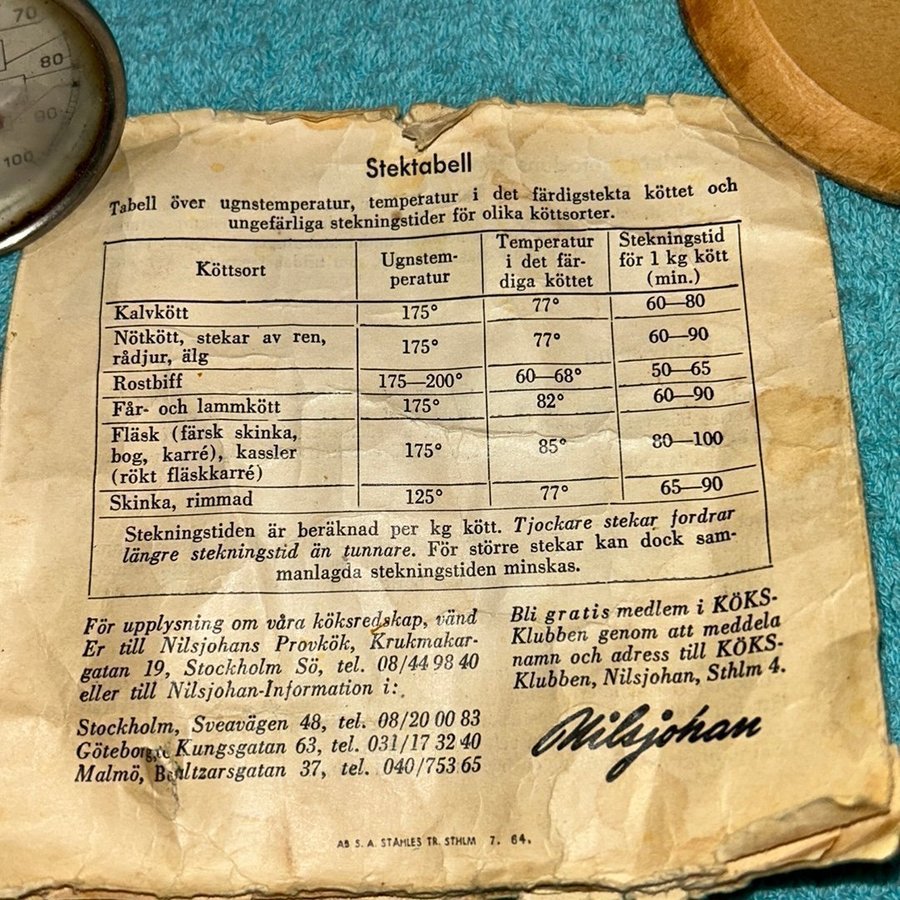 70
80
90
100
Stektabell
Tabell över ugnstemperatur, temperatur i det färdigstekta köttet och
ungefärliga stekningstider för olika köttsorter.
Köttsort
Ugnstem-
peratur
Temperatur
i det fär-
diga köttet
Stekningstid
för 1 kg kött
(min.)
Kalvkött 175° 77° 60—80
Nötkött, stekar av ren,
rådjur, älg 175° 77° 60—90
Rostbiff 175—200° 60—68° 50—65
Får- och lammkött 175° 82° 60—90
Fläsk (färsk skinka,
bog, karré), kassler
(rökt fläskkarré) 175° 85° 80—100
Skinka, rimmad 125° 77° 65—90
Stekningstiden är beräknad per kg kött. Tjockare stekar fordrar
längre stekningstid än tunnare. För större stekar kan dock sam-
manlagda stekningstiden minskas.
För upplysning om våra köksredskap, vänd
Er till Nilsjohans Provkök, Krukmakar-
gatan 19, Stockholm Sö, tel. 08/44 98 40
eller till Nilsjohan-Information i:
Stockholm, Sveavägen 48, tel. 08/20 00 83
Göteborg, Kungsgatan 63, tel. 031/17 32 40
Malmö, Baltzarsgatan 37, tel. 040/753 65
Bli gratis medlem i KÖKS-
Klubben genom att meddela
namn och adress till KÖKS-
Klubben, Nilsjohan, Sthlm 4.
Nilsjohan
AB S. A. STAHLES TR. STHLM 7. 64.